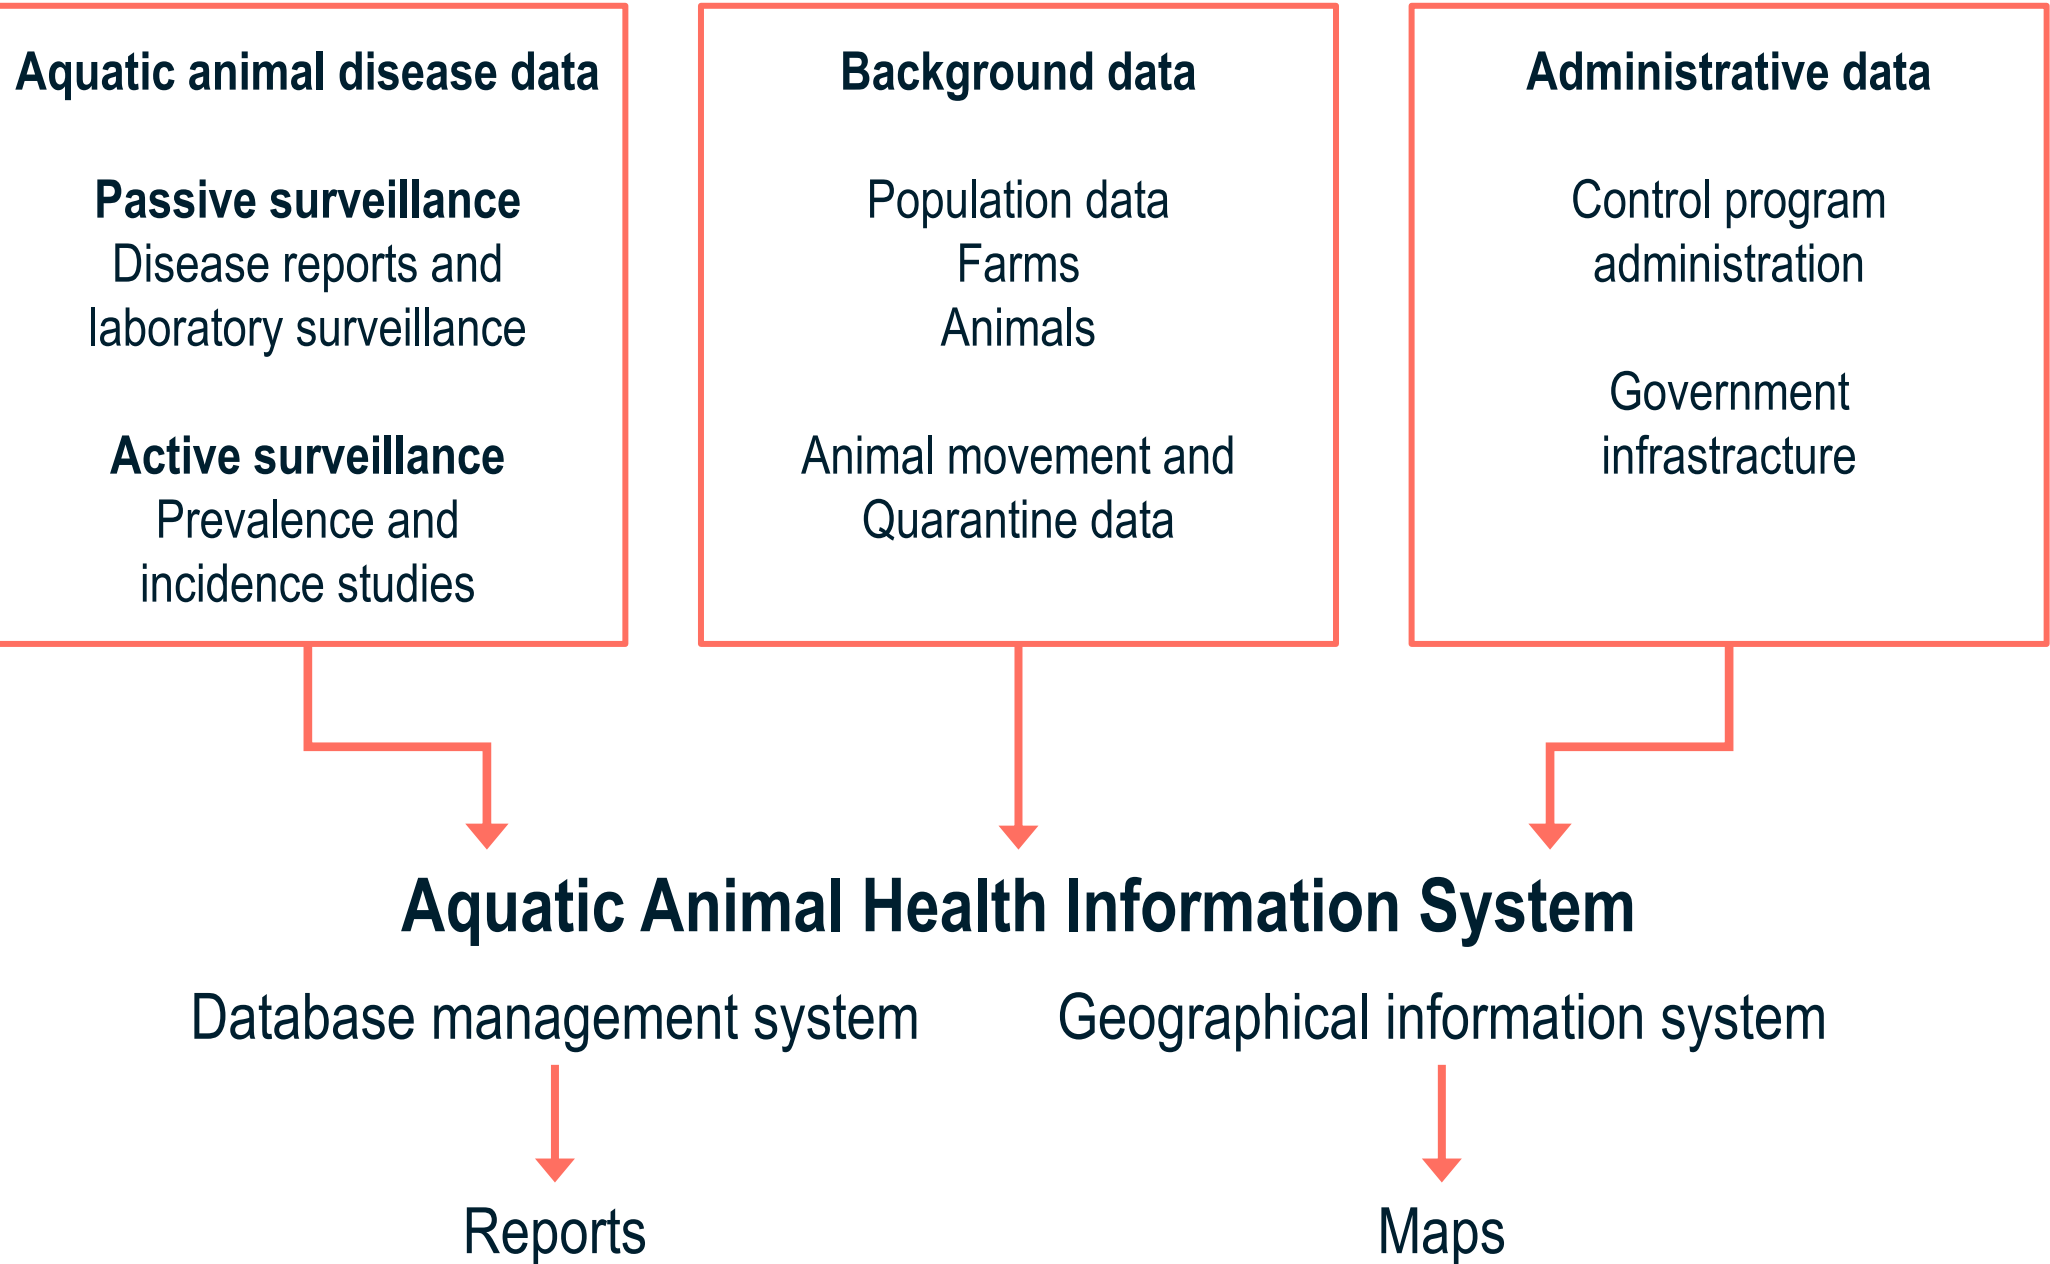 Aquatic animal disease data
Passive surveillance
Disease reports and
laboratory surveillance
Active surveillance
Prevalence and
incidence studies
Background data
Population data
Farms
Animals
Animal movement and
Quarantine data
Administrative data
Control program
administration
Government
infrastracture
Aquatic Animal Health Information System
Database management system
Geographical information system
Reports
Maps